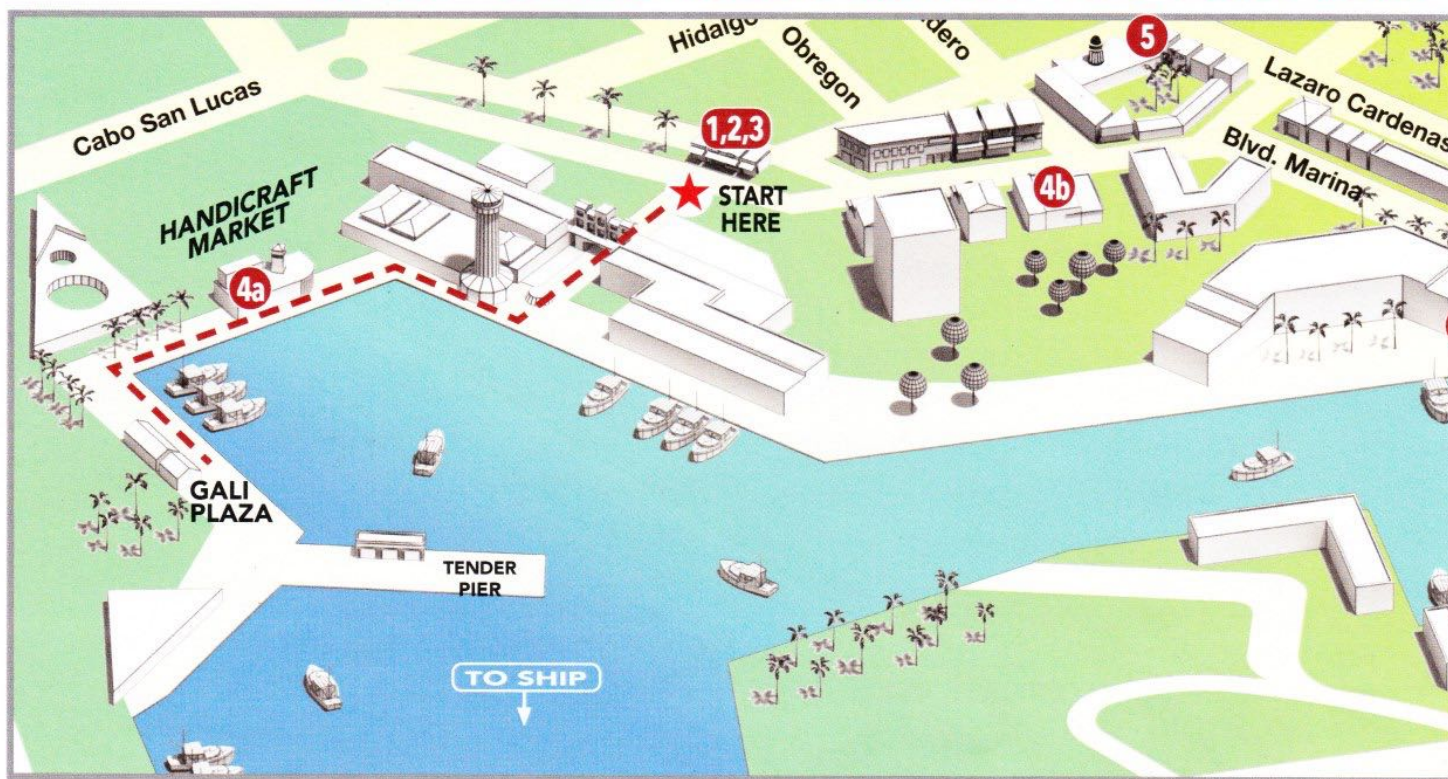 Hidalgo
Obregon
dero
5
Lazaro Cardenas
Cabo San Lucas
1,2,3
Blvd. Marina
4b
START
HERE
HANDICRAFT
MARKET
4a
GALI
PLAZA
TENDER
PIER
TO SHIP